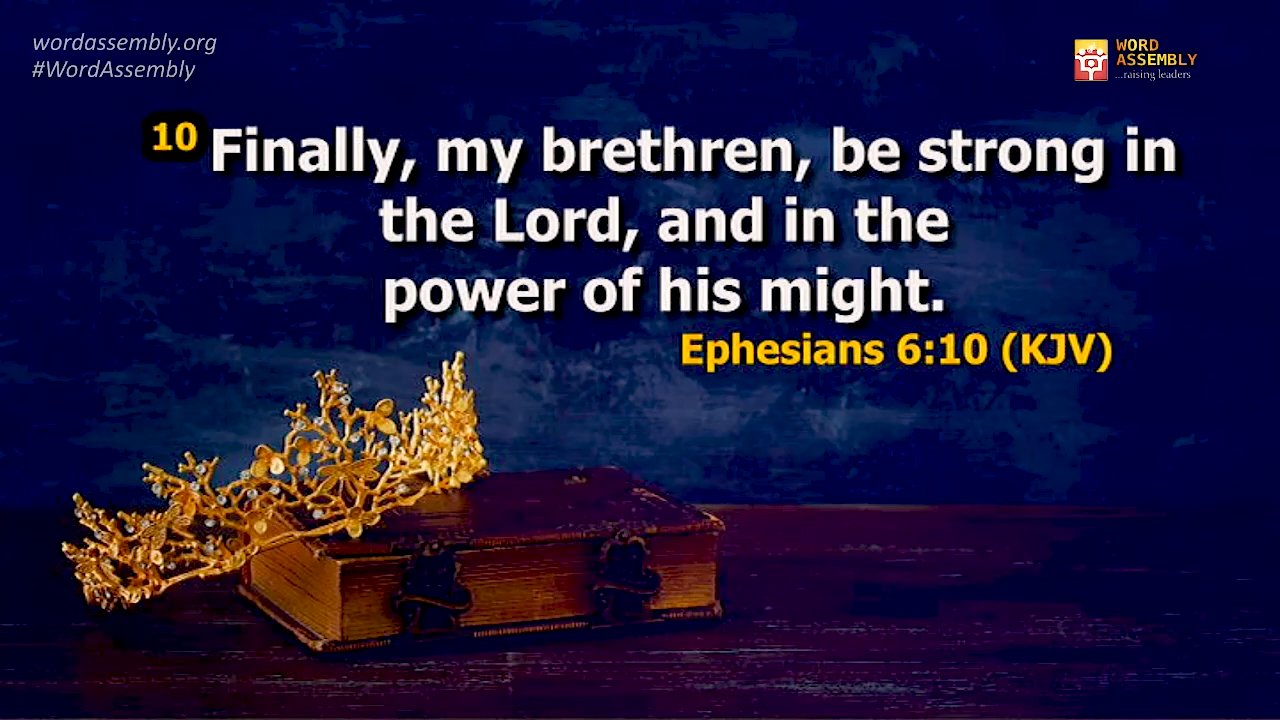 wordassembly.org
#WordAssembly
WORD
ASSEMBLY
...raising leaders
10 Finally, my brethren, be strong in
the Lord, and in the
power of his might.
Ephesians 6:10 (KJV)